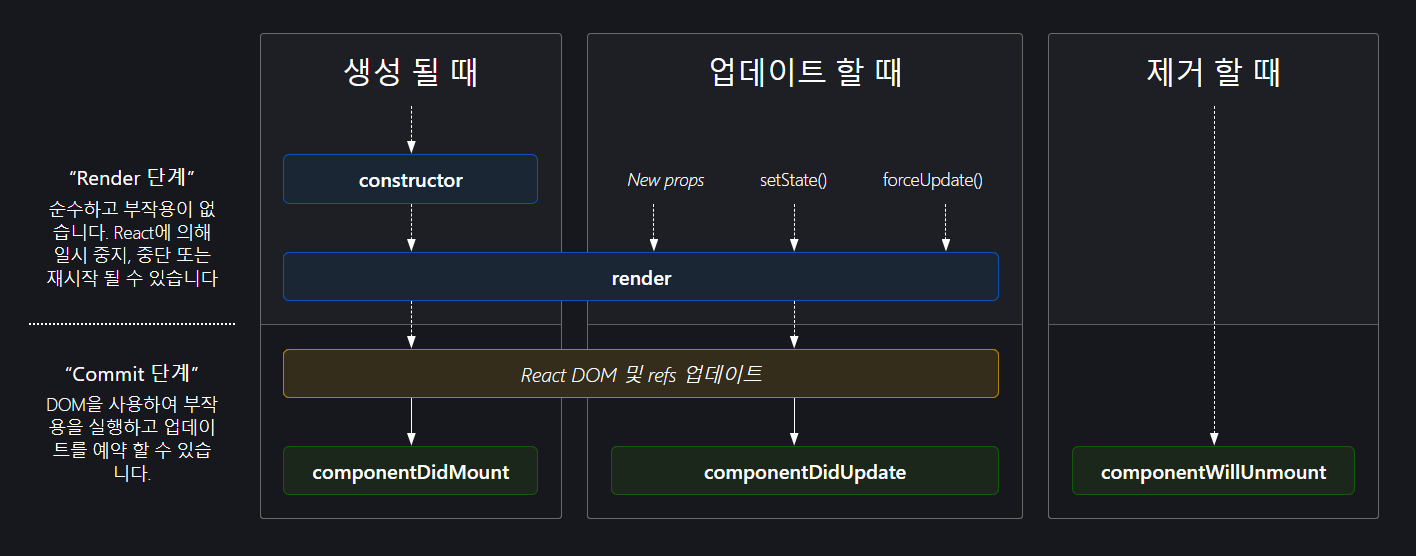 생성 될 때
업데이트 할 때
제거 할 때
“Render 단계”
순수하고 부작용이 없
습니다. React에 의해
일시 중지, 중단 또는
재시작 될 수 있습니다
constructor
New props
setState()
forceUpdate()
render
“Commit 단계”
DOM을 사용하여 부작
용을 실행하고 업데이
트를 예약 할 수 있습
니다.
React DOM 및 refs 업데이트
componentDidMount
componentDidUpdate
componentWillUnmount